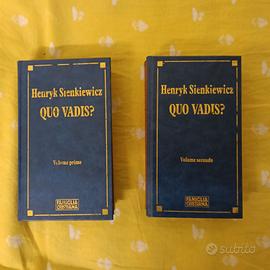 Henryk Sienkiewicz
QUO VADIS?
Volume primo
FAMIGLIA
CRISTIANA
Henryk Sienkiewicz
QUO VADIS?
Volume secondo
FAMIGLIA
CRISTIANA
subito